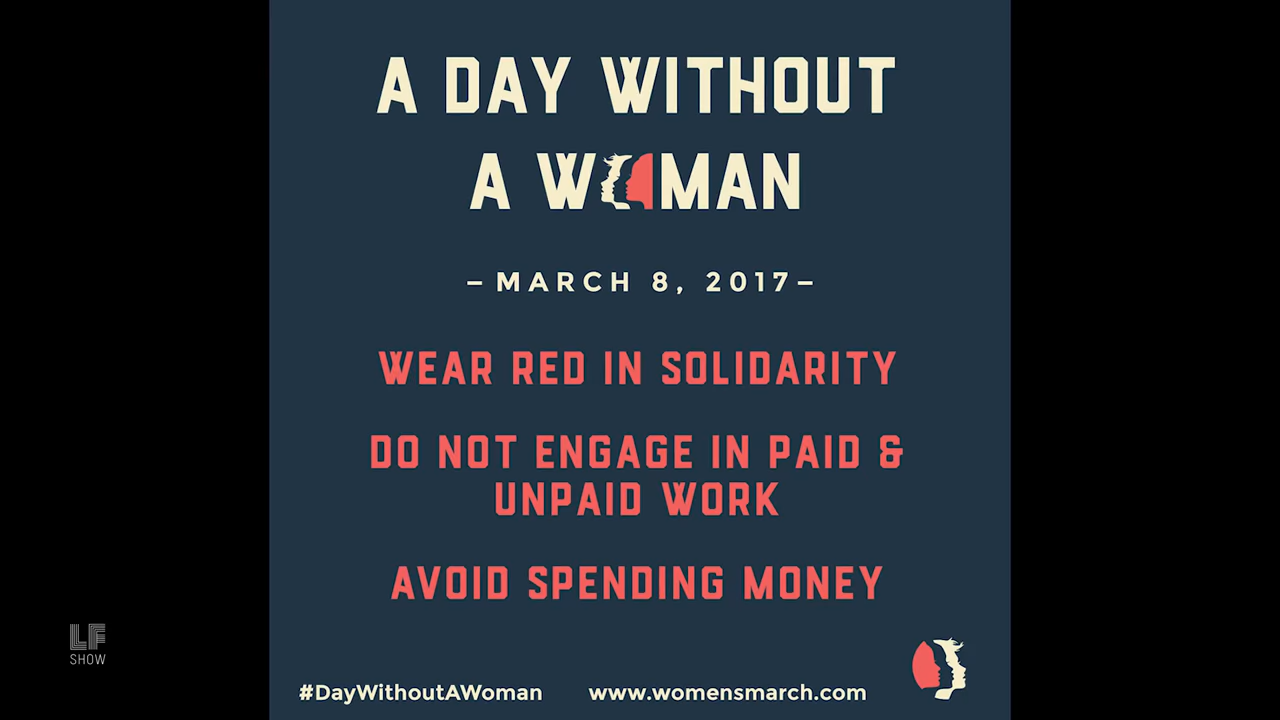 A DAY WITHOUT
A WOMAN
– MARCH 8, 2017 –
WEAR RED IN SOLIDARITY
DO NOT ENGAGE IN PAID &
UNPAID WORK
AVOID SPENDING MONEY
LF
SHOW
#DayWithoutAWoman www.womensmarch.com